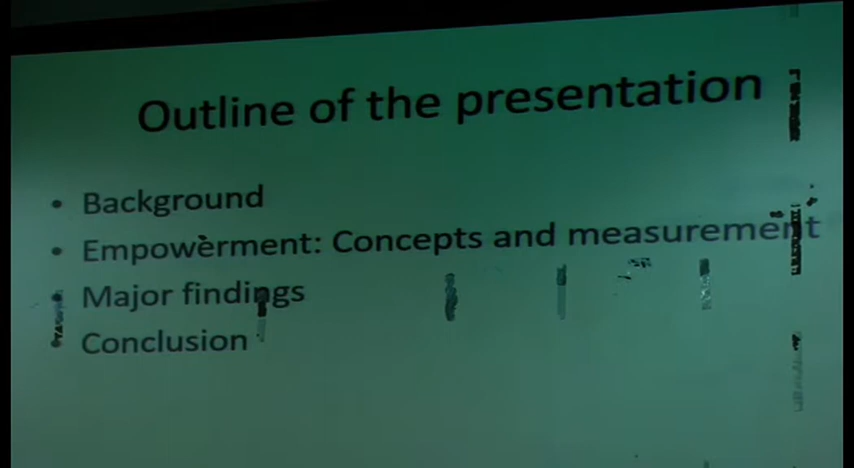 Outline of the presentation
• Background
• Empowerment: Concepts and measurement
• Major findings
• Conclusion